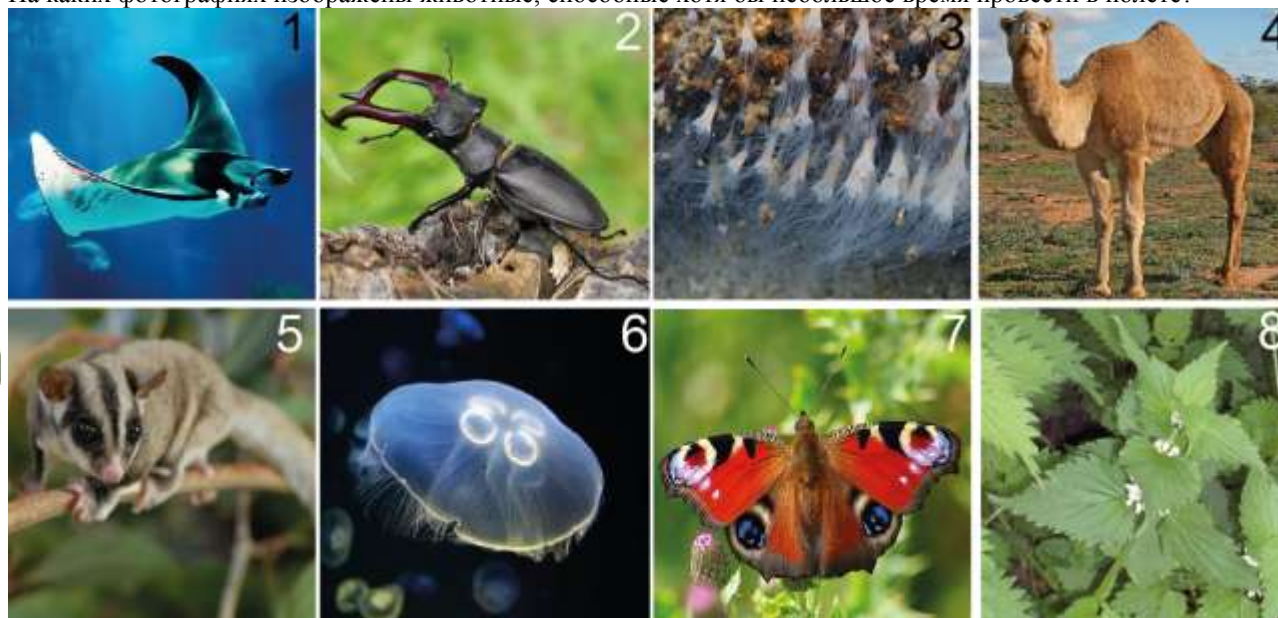 На каких фотографиях изображены животные, способные хотя бы небольшое время провести в полете?
1 2 3 4
5 6 7 8